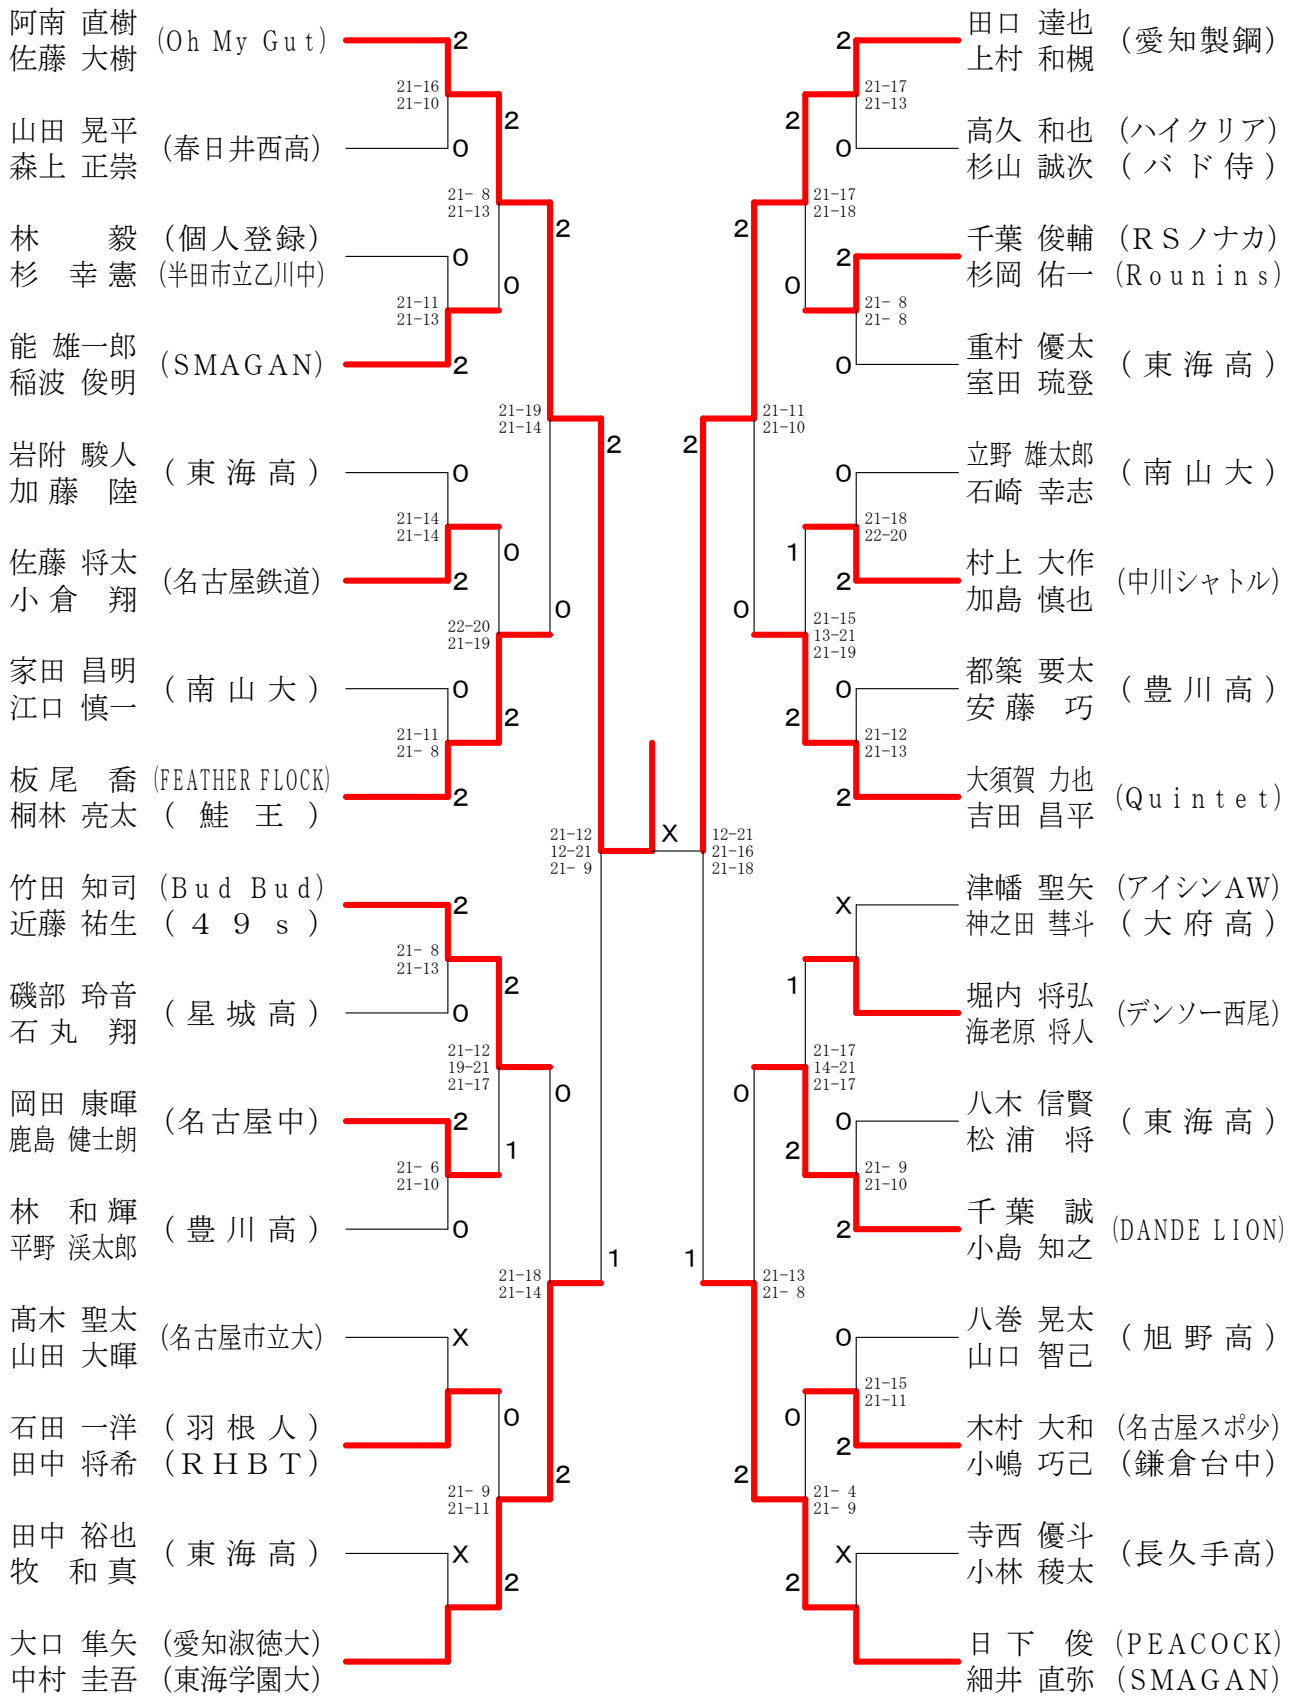 阿南 直樹
佐藤 大樹
(Oh My Gut)
2
21-16
21-10
山田 晃平
森上 正崇
(春日井西高)
0
2
21- 8
21-13
林 毅 (個人登録)
杉 幸憲 (半田市立乙川中)
0
0
21-11
21-13
能 雄一郎
稲波 俊明
(SMAGAN)
2
2
21-19
21-14
岩附 駿人
加藤 陸
(東海高)
0
21-14
21-14
佐藤 将太
小倉 翔
(名古屋鉄道)
2
0
22-20
21-19
家田 昌明
江口 慎一
(南山大)
0
2
21-11
21- 8
板尾 喬 (FEATHER FLOCK)
桐林 亮太 (鮭王)
2
0
2
21-12
12-21
21- 9
竹田 知司 (Bud Bud)
近藤 祐生 (49s)
2
21- 8
21-13
磯部 玲音
石丸 翔
(星城高)
0
2
21-12
19-21
21-17
岡田 康暉
鹿島 健士朗
(名古屋中)
2
1
21- 6
21-10
林 和輝
平野 渓太郎
(豊川高)
0
0
21-18
21-14
髙木 聖太
山田 大暉
(名古屋市立大)
X
石田 一洋 (羽根人)
田中 将希 (RHBT)
0
21- 9
21-11
田中 裕也
牧 和真
(東海高)
X
2
大口 隼矢 (愛知淑徳大)
中村 圭吾 (東海学園大)
2
1
X
田口 達也
上村 和槻
(愛知製鋼)
2
21-17
21-13
高久 和也 (ハイクリア)
杉山 誠次 (バド侍)
0
2
21-17
21-18
千葉 俊輔 (RSノナカ)
杉岡 佑一 (Rounins)
2
0
21- 8
21- 8
重村 優太
室田 琉登
(東海高)
0
2
21-11
21-10
立野 雄太郎
石崎 幸志
(南山大)
0
21-18
22-20
村上 大作
加島 慎也
(中川シャトル)
2
1
21-15
13-21
21-19
都築 要太
安藤 巧
(豊川高)
0
2
21-12
21-13
大須賀 力也
吉田 昌平
(Quintet)
2
0
2
12-21
21-16
21-18
津幡 聖矢 (アイシンAW)
神之田 彗斗 (大府高)
X
堀内 将弘
海老原 将人
(デンソー西尾)
1
21-17
14-21
21-17
八木 信賢
松浦 将
(東海高)
0
2
21- 9
21-10
千葉 誠
小島 知之
(DANDE LION)
2
0
21-13
21- 8
八巻 晃太
山口 智己
(旭野高)
0
21-15
21-11
木村 大和 (名古屋スポ少)
小嶋 巧己 (鎌倉台中)
2
0
21- 4
21- 9
寺西 優斗
小林 稜太
(長久手高)
X
2
日下 俊 (PEACOCK)
細井 直弥 (SMAGAN)
2
1